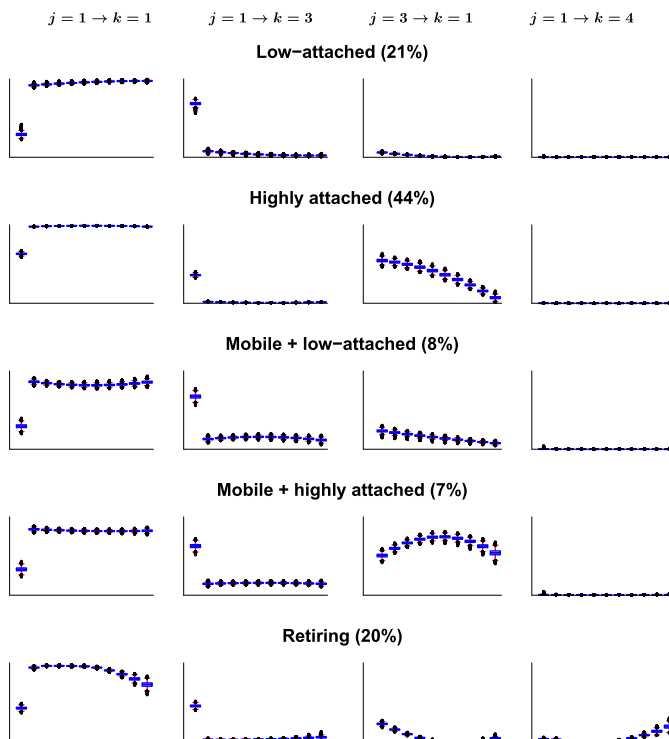 j = 1 → k = 1 j = 1 → k = 3 j = 3 → k = 1 j = 1 → k = 4
Low−attached (21%)
Highly attached (44%)
Mobile + low−attached (8%)
Mobile + highly attached (7%)
Retiring (20%)